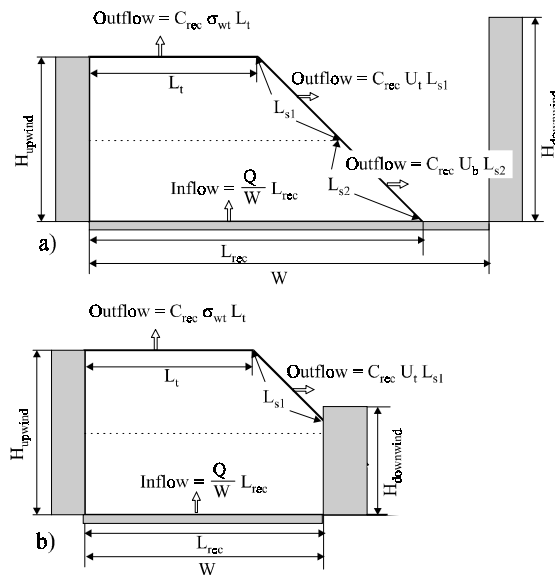 Outflow = C_rec σ_wt L_t
L_t
Outflow = C_rec U_t L_s1
L_s1
H_upwind
H_downwind
Outflow = C_rec U_b L_s2
L_s2
Inflow = Q/W L_rec
a)
L_rec
W
Outflow = C_rec σ_wt L_t
L_t
Outflow = C_rec U_t L_s1
L_s1
H_upwind
H_downwind
Inflow = Q/W L_rec
b)
L_rec
W